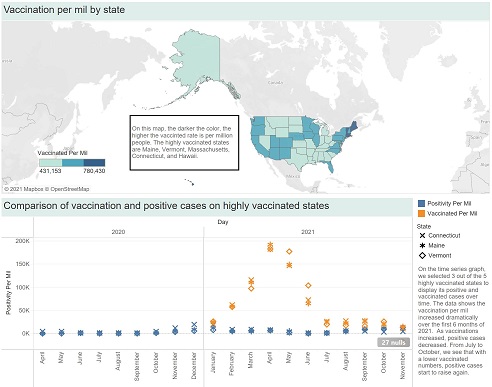 Vaccination per mil by state
Canada
On this map, the darker the color, the
higher the vaccinted rate is per million
people. The highly vaccinated states
are Maine, Vermont, Massachusetts,
Connecticut, and Hawaii.
Vaccinated Per Mil
431,153
780,430
Mexico
© 2021 Mapbox © OpenStreetMap
Comparison of vaccination and positive cases on highly vaccinated states
Day
2020
2021
Positivity Per Mil
200K
150K
100K
50K
0K
27 nulls
April
May
June
July
August
September
October
November
December
January
February
March
April
May
June
July
August
September
October
November
Positivity Per Mil
Vaccinated Per Mil
State
Connecticut
Maine
Vermont
On the time series graph,
we selected 3 out of the 5
highly vaccinated states to
display its positive and
vaccinated cases over
time. The data shows the
vaccination per mil
increased dramatically
over the first 6 months of
2021. As vaccinations
increased, positive cases
decreased. From July to
October, we see that with
a lower vaccinated
numbers, positive cases
start to raise again.